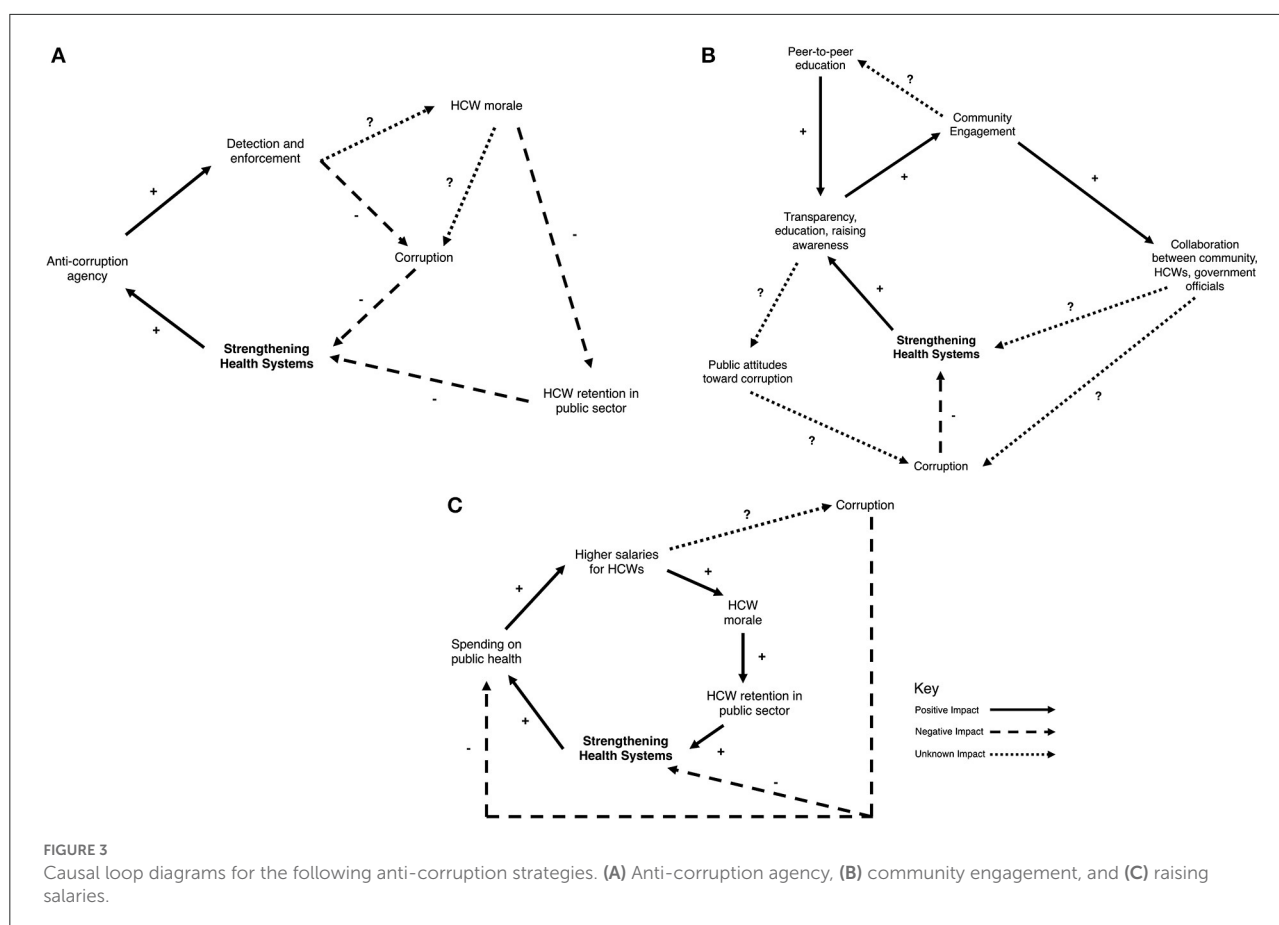 A
HCW morale
?
Detection and
enforcement
+
-
?
-
Corruption
Anti-corruption
agency
-
+
Strengthening
Health Systems
-
HCW retention in
public sector
B
Peer-to-peer
education
?
+
Community
Engagement
+
+
Transparency,
education, raising
awareness
Collaboration
between community,
HCWs, government
officials
?
+
?
Strengthening
Health Systems
Public attitudes
toward corruption
?
-
?
Corruption
C
Corruption
?
Higher salaries
for HCWs
+
+
HCW
morale
Spending on
public health
+
HCW retention in
public sector
+
Strengthening
Health Systems
+
-
-
Key
Positive Impact
Negative Impact
Unknown Impact
FIGURE 3
Causal loop diagrams for the following anti-corruption strategies. (A) Anti-corruption agency, (B) community engagement, and (C) raising
salaries.